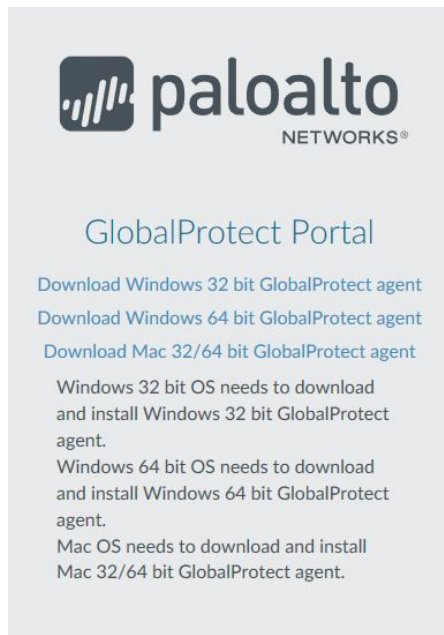 paloalto
NETWORKS®
GlobalProtect Portal
Download Windows 32 bit GlobalProtect agent
Download Windows 64 bit GlobalProtect agent
Download Mac 32/64 bit GlobalProtect agent
Windows 32 bit OS needs to download
and install Windows 32 bit GlobalProtect
agent.
Windows 64 bit OS needs to download
and install Windows 64 bit GlobalProtect
agent.
Mac OS needs to download and install
Mac 32/64 bit GlobalProtect agent.